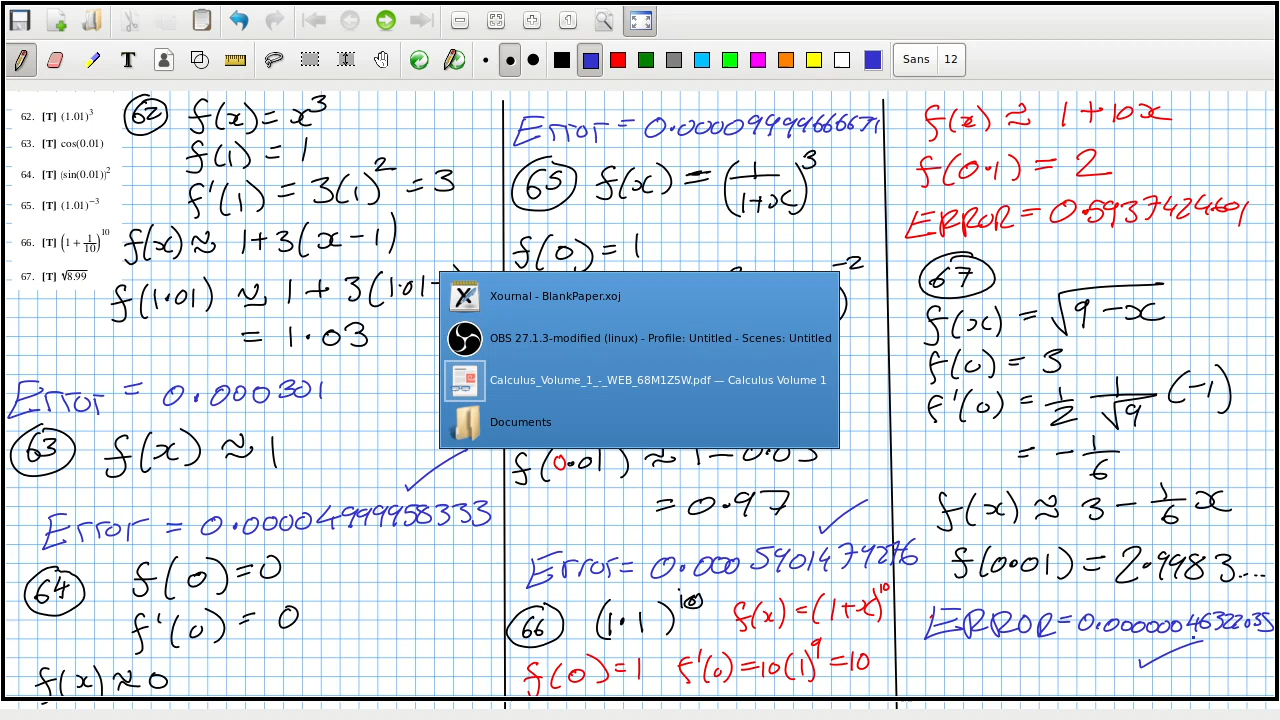 Sans 12
62. [T] (1.01)³
63. [T] cos(0.01)
64. [T] (sin(0.01))²
65. [T] (1.01)⁻³
66. [T] (1 + 1/10)¹⁰
67. [T] √8.99
62 f(x) = x³
f(1) = 1
f'(1) = 3(1)² = 3
f(x) ≈ 1+3(x-1)
f(1.01) ≈ 1 + 3(1.01-
= 1.03
Error = 0.000301
63 f(x) ≈ 1
Error = 0.00004999958333
64 f(0) = 0
f'(0) = 0
f(x) ≈ 0
Error = 0.00009999666671
65 f(x) = (1/1+x)³
f(0) = 1
-2
Xournal - BlankPaper.xoj
OBS 27.1.3-modified (linux) - Profile: Untitled - Scenes: Untitled
Calculus_Volume_1_-_WEB_68M1Z5W.pdf — Calculus Volume 1
Documents
f(0.01) ≈ 1 - 0.03
= 0.97
Error = 0.000590147927​6
66 (1.1)¹⁰ f(x) = (1+x)¹⁰
f(0) = 1 f'(0) = 10(1)⁹ = 10
f(x) ≈ 1 + 10x
f(0.1) = 2
ERROR = 0.5937424601
67
f(x) = √9-x
f(0) = 3
f'(0) = 1/2 1/√9 (-1)
= -1/6
f(x) ≈ 3 - 1/6 x
f(0.01) = 2.9983....
ERROR = 0.00000046322035